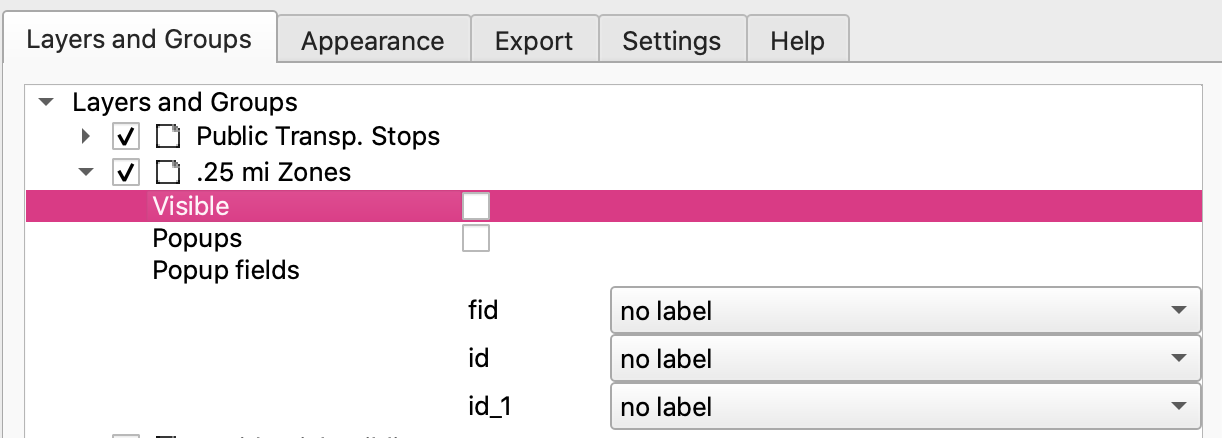 Layers and Groups Appearance Export Settings Help
Layers and Groups
Public Transp. Stops
.25 mi Zones
Visible
Popups
Popup fields
fid no label
id no label
id_1 no label